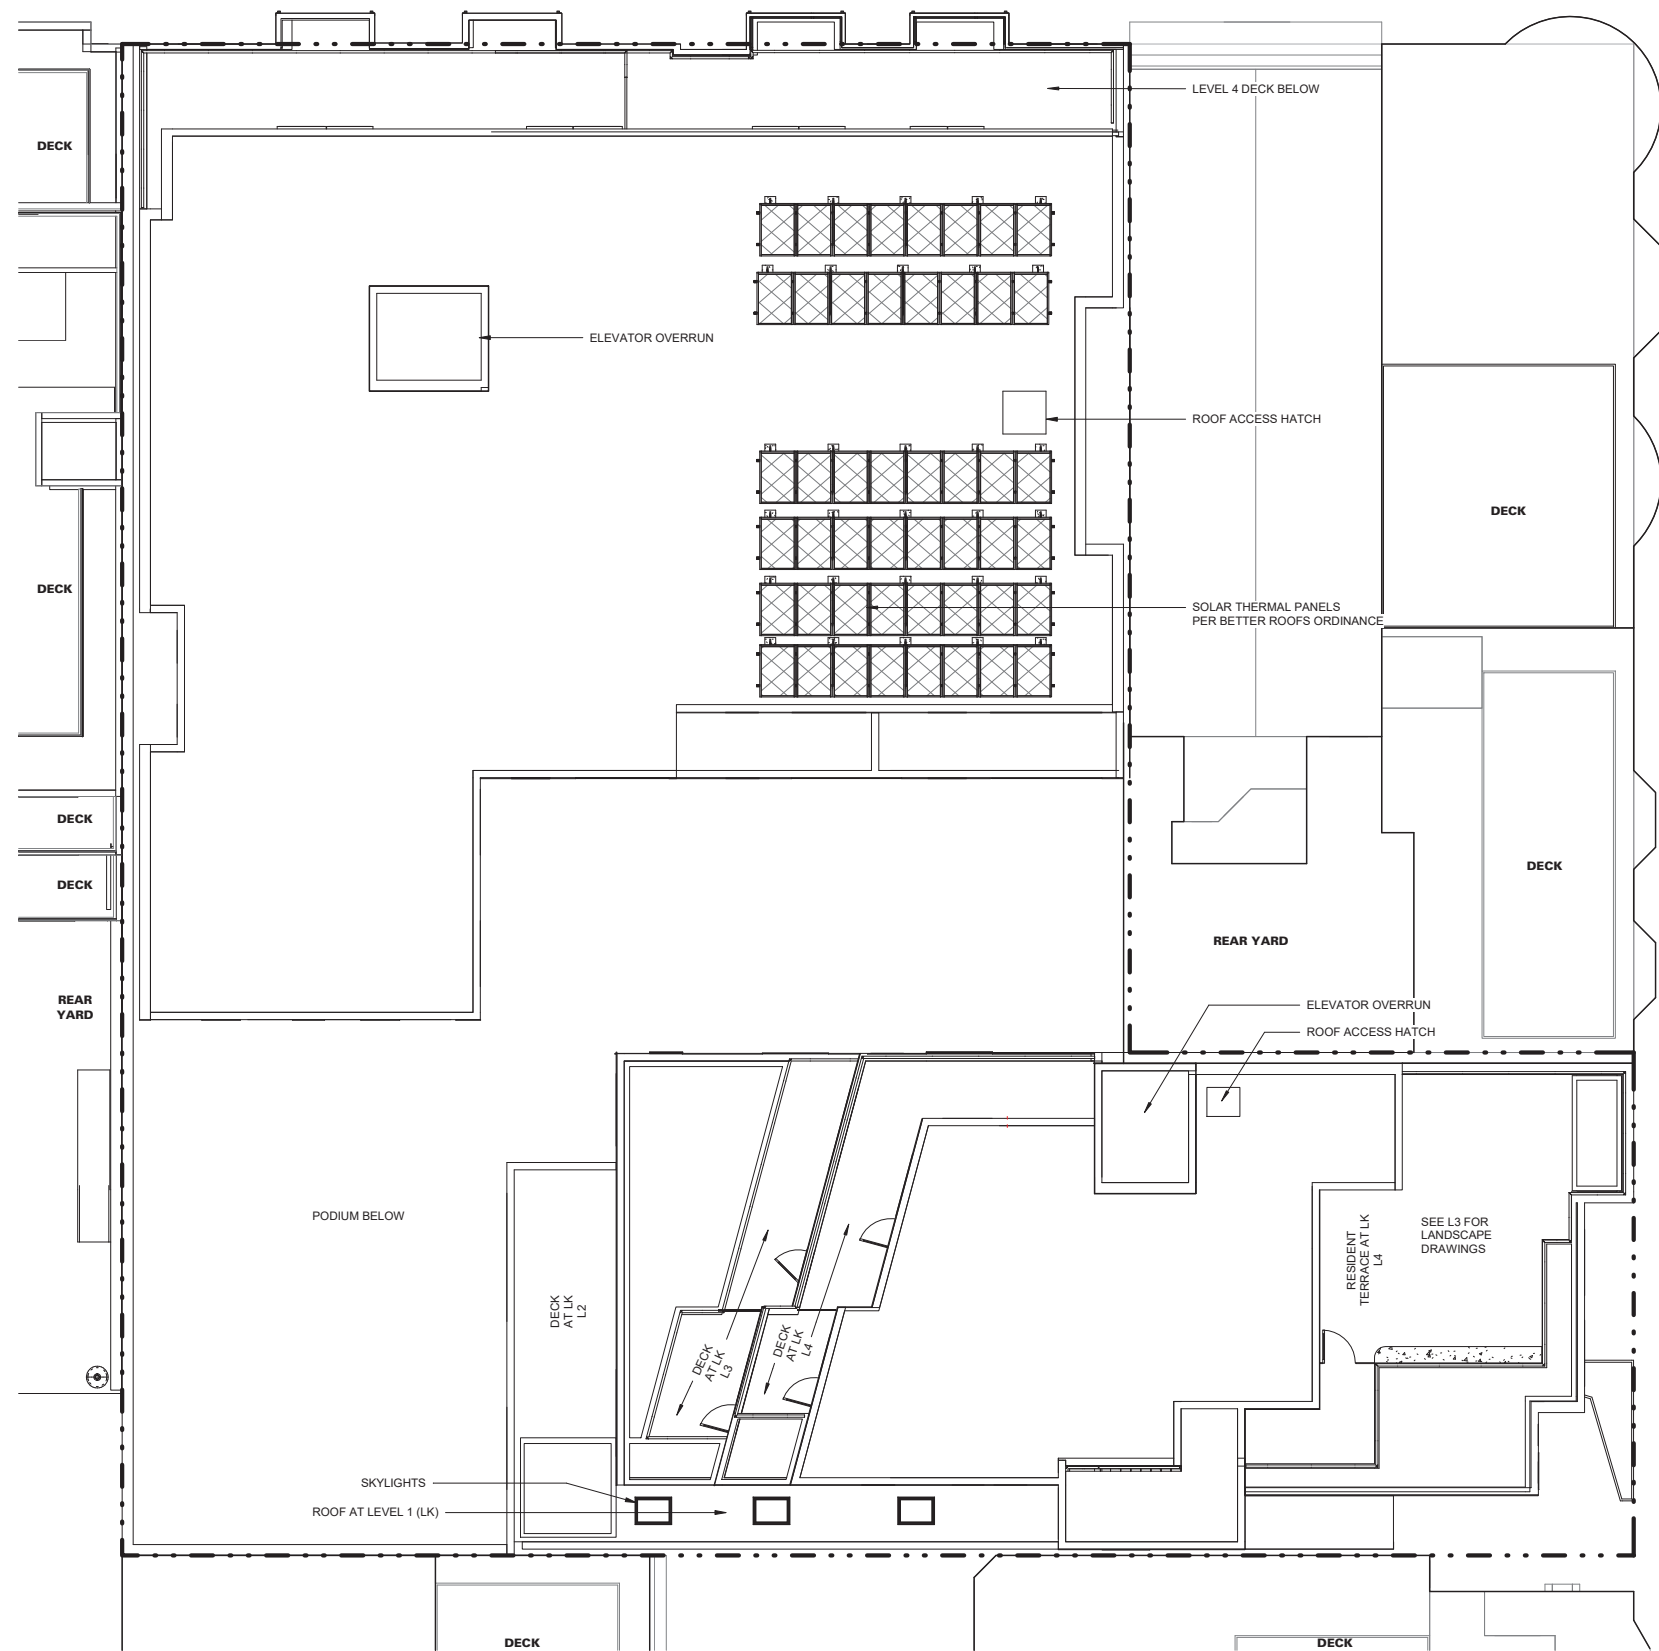 LEVEL 4 DECK BELOW
DECK
ELEVATOR OVERRUN
ROOF ACCESS HATCH
DECK
DECK
SOLAR THERMAL PANELS
PER BETTER ROOFS ORDINANCE
DECK
DECK
DECK
REAR YARD
REAR
YARD
ELEVATOR OVERRUN
ROOF ACCESS HATCH
PODIUM BELOW
SEE L3 FOR
LANDSCAPE
DRAWINGS
RESIDENT
TERRACE AT LK
L4
DECK
AT LK
L2
DECK
AT LK
L3
DECK
AT LK
L4
SKYLIGHTS
ROOF AT LEVEL 1 (LK)
DECK
DECK